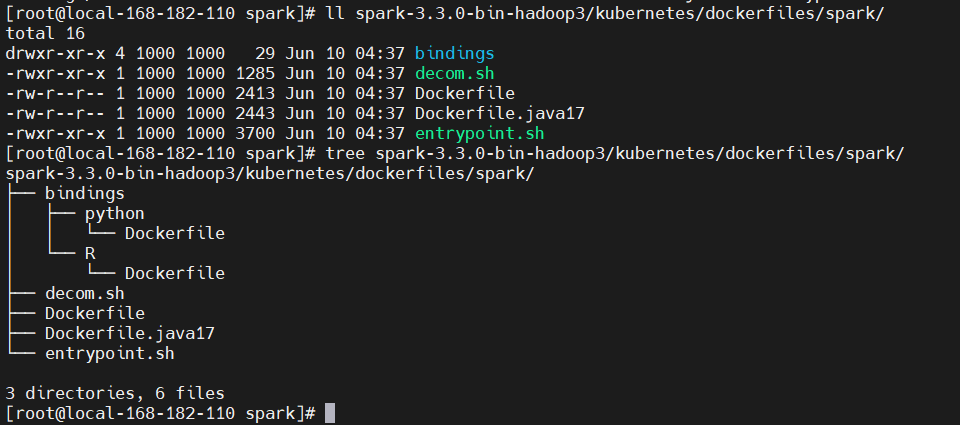 [root@local-168-182-110 spark]# ll spark-3.3.0-bin-hadoop3/kubernetes/dockerfiles/spark/
total 16
drwxr-xr-x 4 1000 1000   29 Jun 10 04:37 bindings
-rwxr-xr-x 1 1000 1000 1285 Jun 10 04:37 decom.sh
-rw-r--r-- 1 1000 1000 2413 Jun 10 04:37 Dockerfile
-rw-r--r-- 1 1000 1000 2443 Jun 10 04:37 Dockerfile.java17
-rwxr-xr-x 1 1000 1000 3700 Jun 10 04:37 entrypoint.sh
[root@local-168-182-110 spark]# tree spark-3.3.0-bin-hadoop3/kubernetes/dockerfiles/spark/
spark-3.3.0-bin-hadoop3/kubernetes/dockerfiles/spark/
├── bindings
│   ├── python
│   │   └── Dockerfile
│   └── R
│       └── Dockerfile
├── decom.sh
├── Dockerfile
├── Dockerfile.java17
└── entrypoint.sh

3 directories, 6 files
[root@local-168-182-110 spark]#